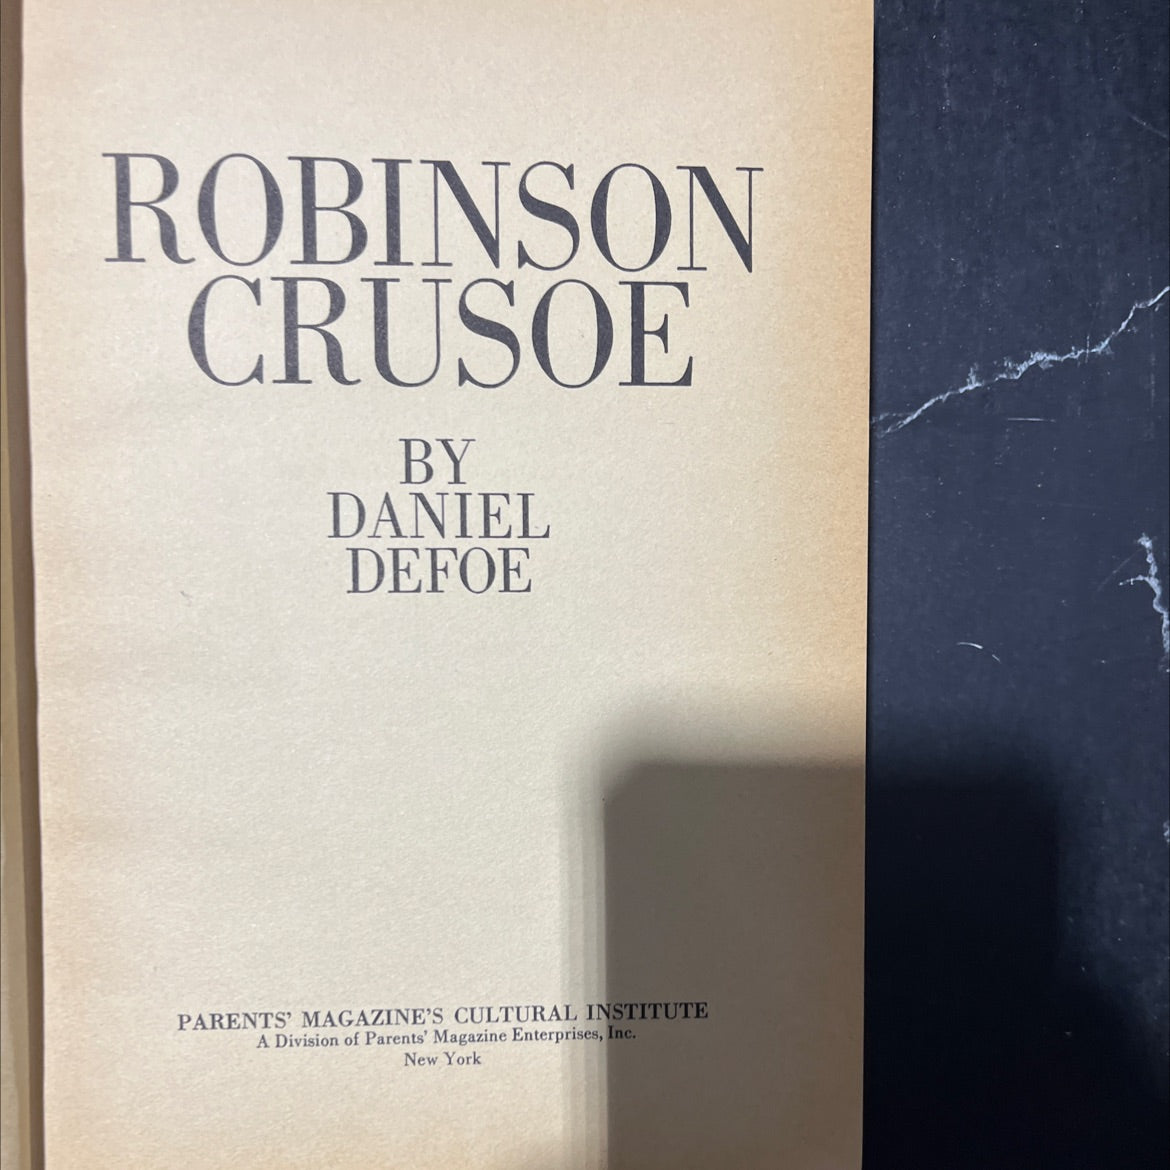 ROBINSON
CRUSOE
BY
DANIEL
DEFOE
PARENTS’ MAGAZINE’S CULTURAL INSTITUTE
A Division of Parents’ Magazine Enterprises, Inc.
New York